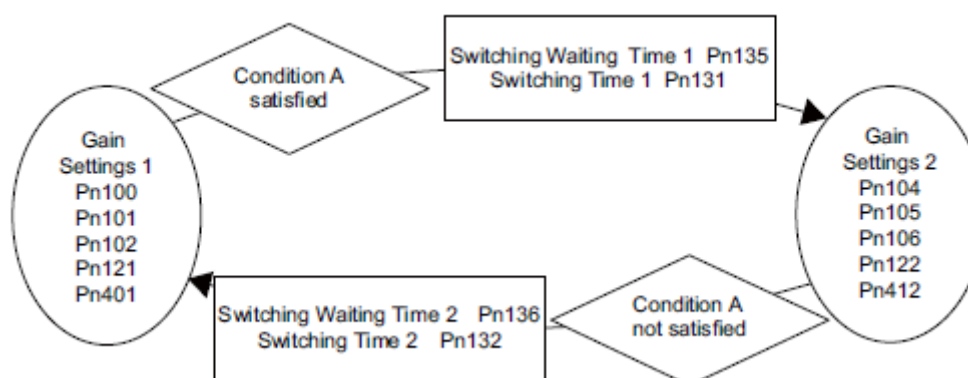 Condition A
satisfied
Switching Waiting Time 1 Pn135
Switching Time 1 Pn131
Gain
Settings 1
Pn100
Pn101
Pn102
Pn121
Pn401
Gain
Settings 2
Pn104
Pn105
Pn106
Pn122
Pn412
Switching Waiting Time 2 Pn136
Switching Time 2 Pn132
Condition A
not satisfied